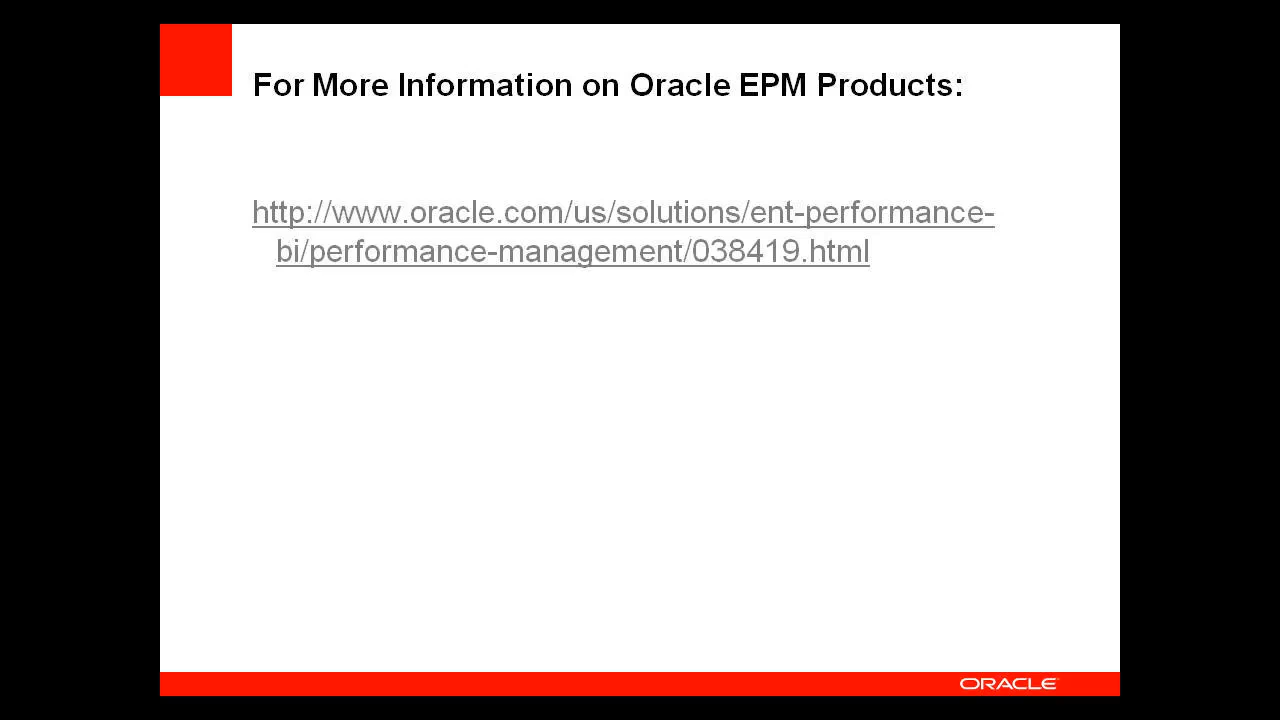 For More Information on Oracle EPM Products:
http://www.oracle.com/us/solutions/ent-performance-
bi/performance-management/038419.html
ORACLE